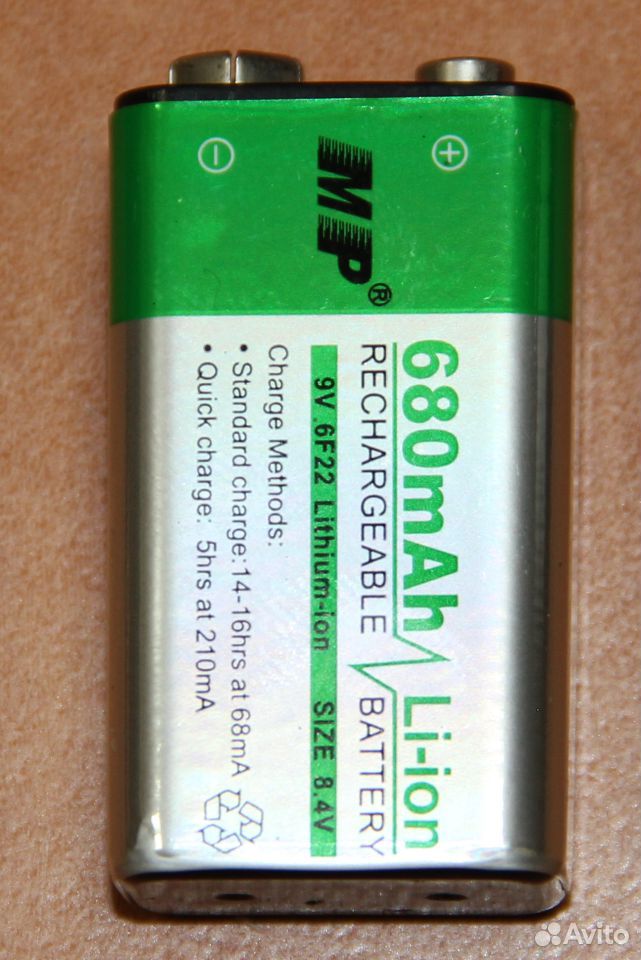 MP®
680mAh Li-ion
RECHARGEABLE BATTERY
9V .6F22 Lithium-ion SIZE 8.4V
Charge Methods:
• Standard charge:14-16hrs at 68mA
• Quick charge: 5hrs at 210mA
Avito